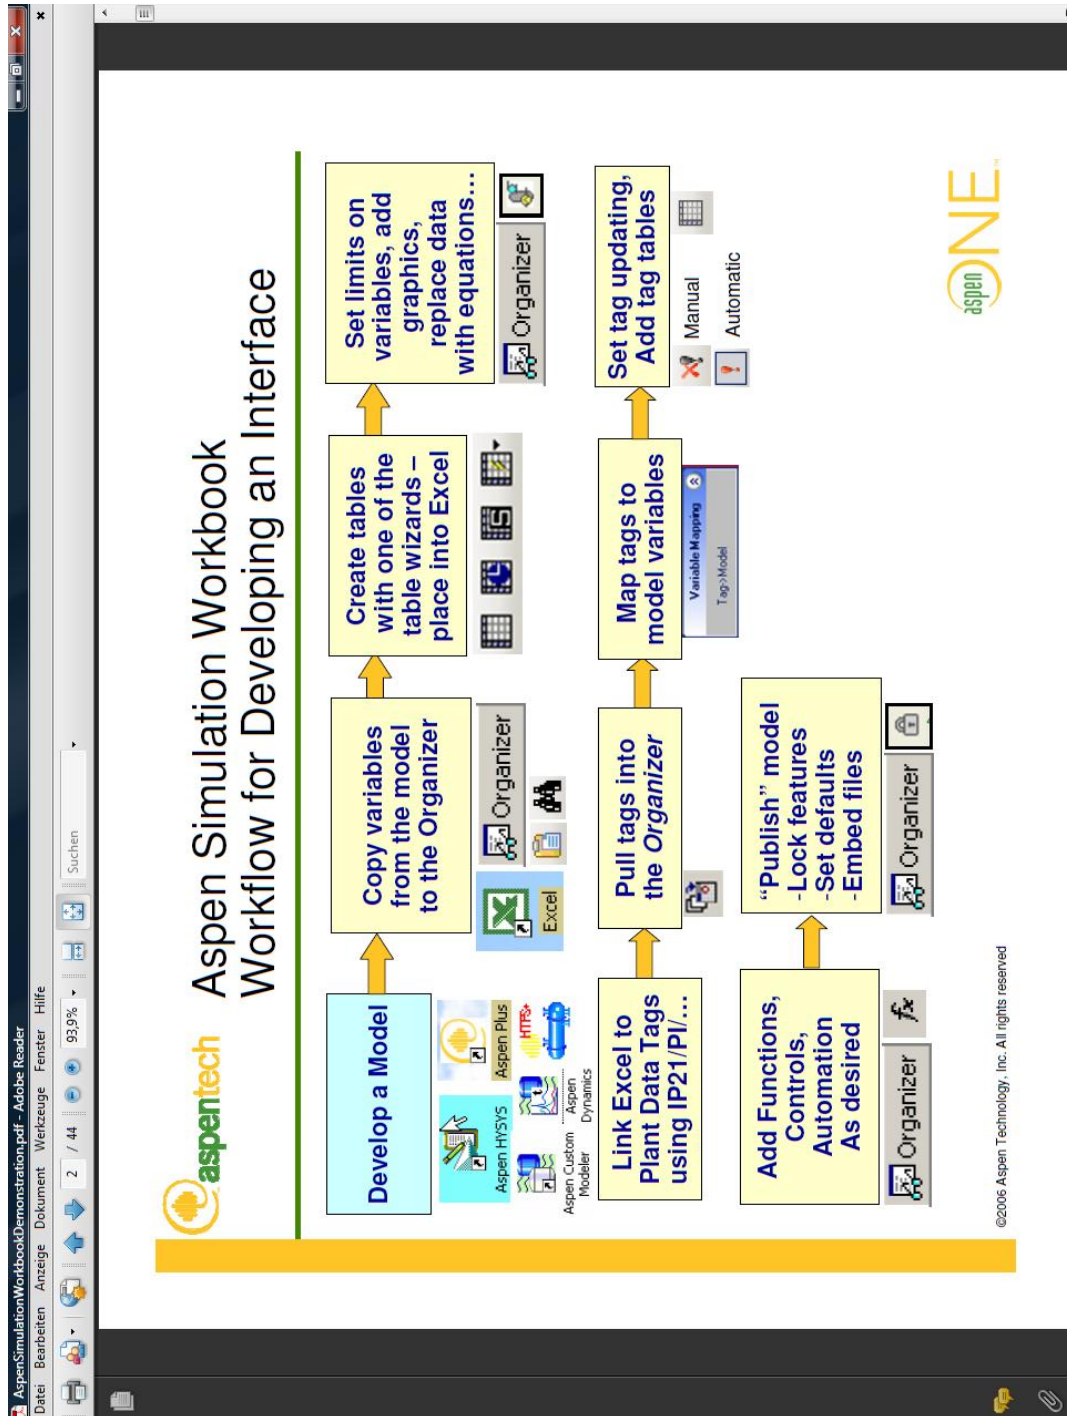 AspenSimulationWorkbookDemonstration.pdf - Adobe Reader
Datei Bearbeiten Anzeige Dokument Werkzeuge Fenster Hilfe
2 / 44 93,9% Suchen
aspentech
Aspen Simulation Workbook
Workflow for Developing an Interface
Develop a Model
Aspen HYSYS
Aspen Plus
Aspen Custom
Modeler
Aspen
Dynamics
HTFS+
Copy variables
from the model
to the Organizer
Excel
Organizer
Create tables
with one of the
table wizards –
place into Excel
Set limits on
variables, add
graphics,
replace data
with equations…
Organizer
Link Excel to
Plant Data Tags
using IP21/PI/…
Pull tags into
the Organizer
Map tags to
model variables
Variable Mapping
Tag->Model
Set tag updating,
Add tag tables
Manual
Automatic
Add Functions,
Controls,
Automation
As desired
Organizer
fx
“Publish” model
-Lock features
-Set defaults
-Embed files
Organizer
©2006 Aspen Technology, Inc. All rights reserved
aspen ONE™